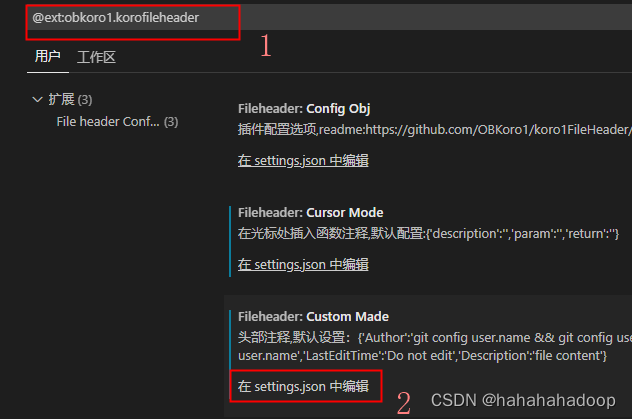 @ext:obkoro1.korofileheader
1
用户 工作区
扩展 (3)
File header Conf... (3)
Fileheader: Config Obj
插件配置选项,readme:https://github.com/OBKoro1/koro1FileHeader/
在 settings.json 中编辑
Fileheader: Cursor Mode
在光标处插入函数注释,默认配置:{'description':'','param':'','return':''}
在 settings.json 中编辑
Fileheader: Custom Made
头部注释,默认设置：{'Author':'git config user.name && git config use
user.name','LastEditTime':'Do not edit','Description':'file content'}
在 settings.json 中编辑
2
CSDN @hahahahadoop